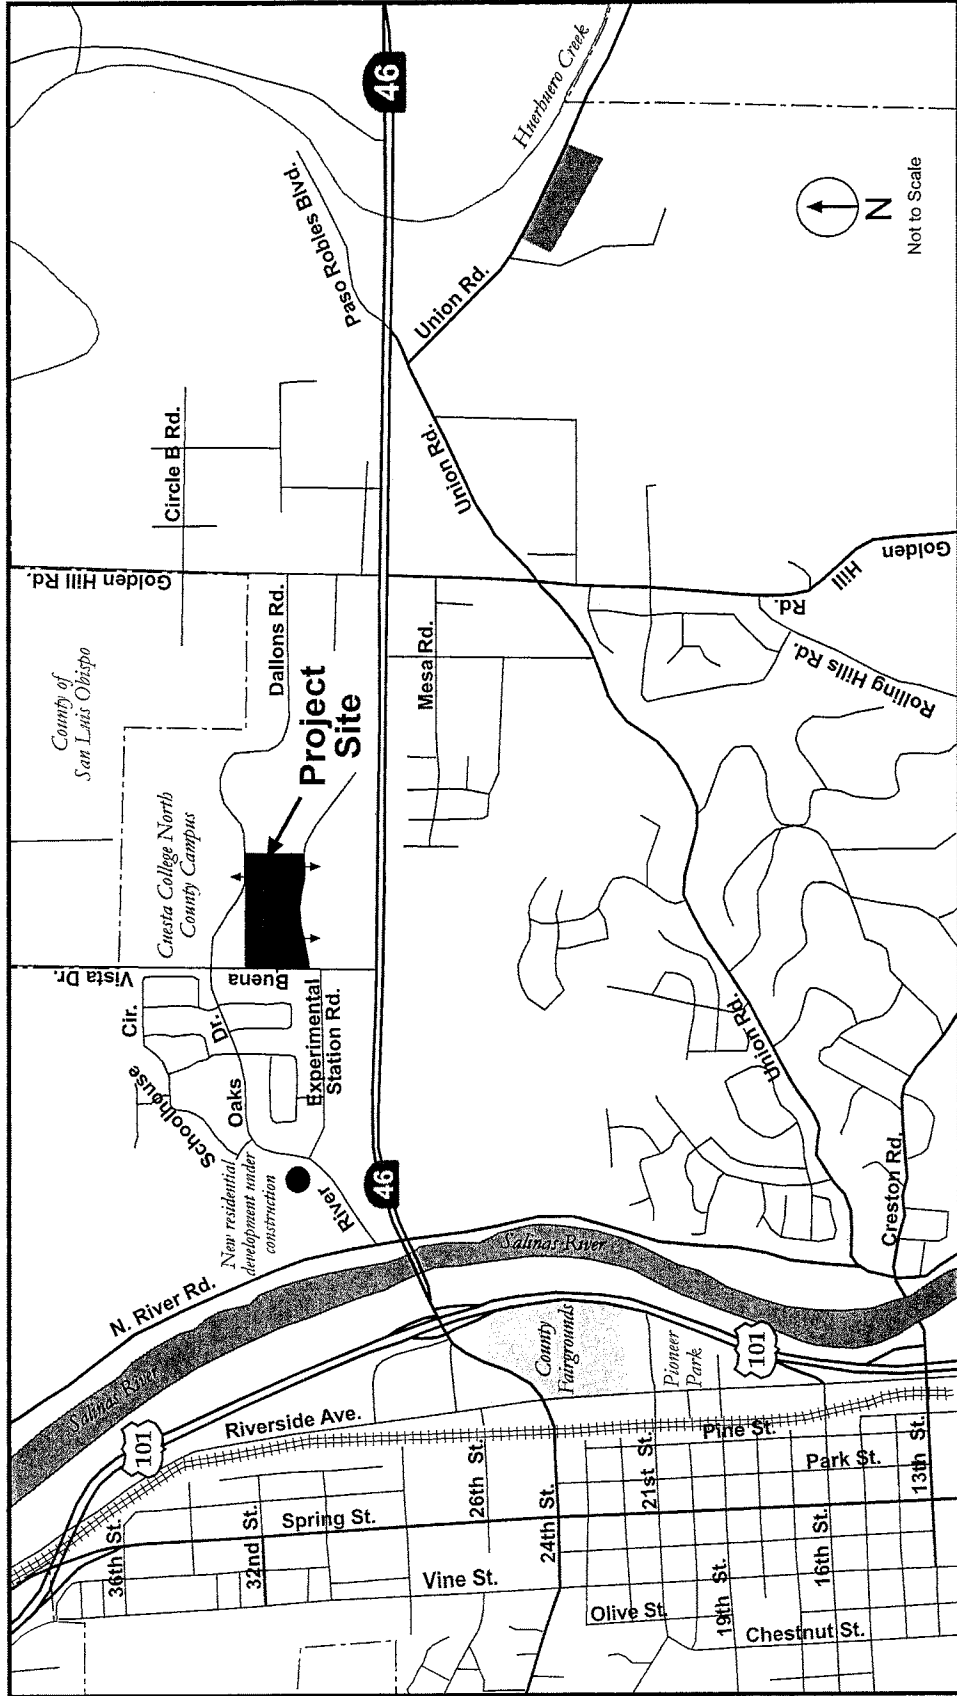 46
Huerhuero Creek
Paso Robles Blvd.
Union Rd.
N
Not to Scale
Circle B Rd.
Union Rd.
Golden Hill Rd.
Golden
Hill
Rd.
Rolling Hills Rd.
County of
San Luis Obispo
Dallons Rd.
Mesa Rd.
Project
Site
Cuesta College North
County Campus
Vista Dr.
Buena
Cir.
Dr.
Schoolhouse
Oaks
Experimental
Station Rd.
Union Rd.
New residential
development under
construction
River
46
Creston Rd.
N. River Rd.
Salinas River
Salinas River
County
Fairgrounds
Pioneer
Park
101
101
Riverside Ave.
Pine St.
Park St.
13th St.
26th St.
21st St.
24th St.
Spring St.
36th St.
32nd St.
16th St.
19th St.
Vine St.
Olive St.
Chestnut St.